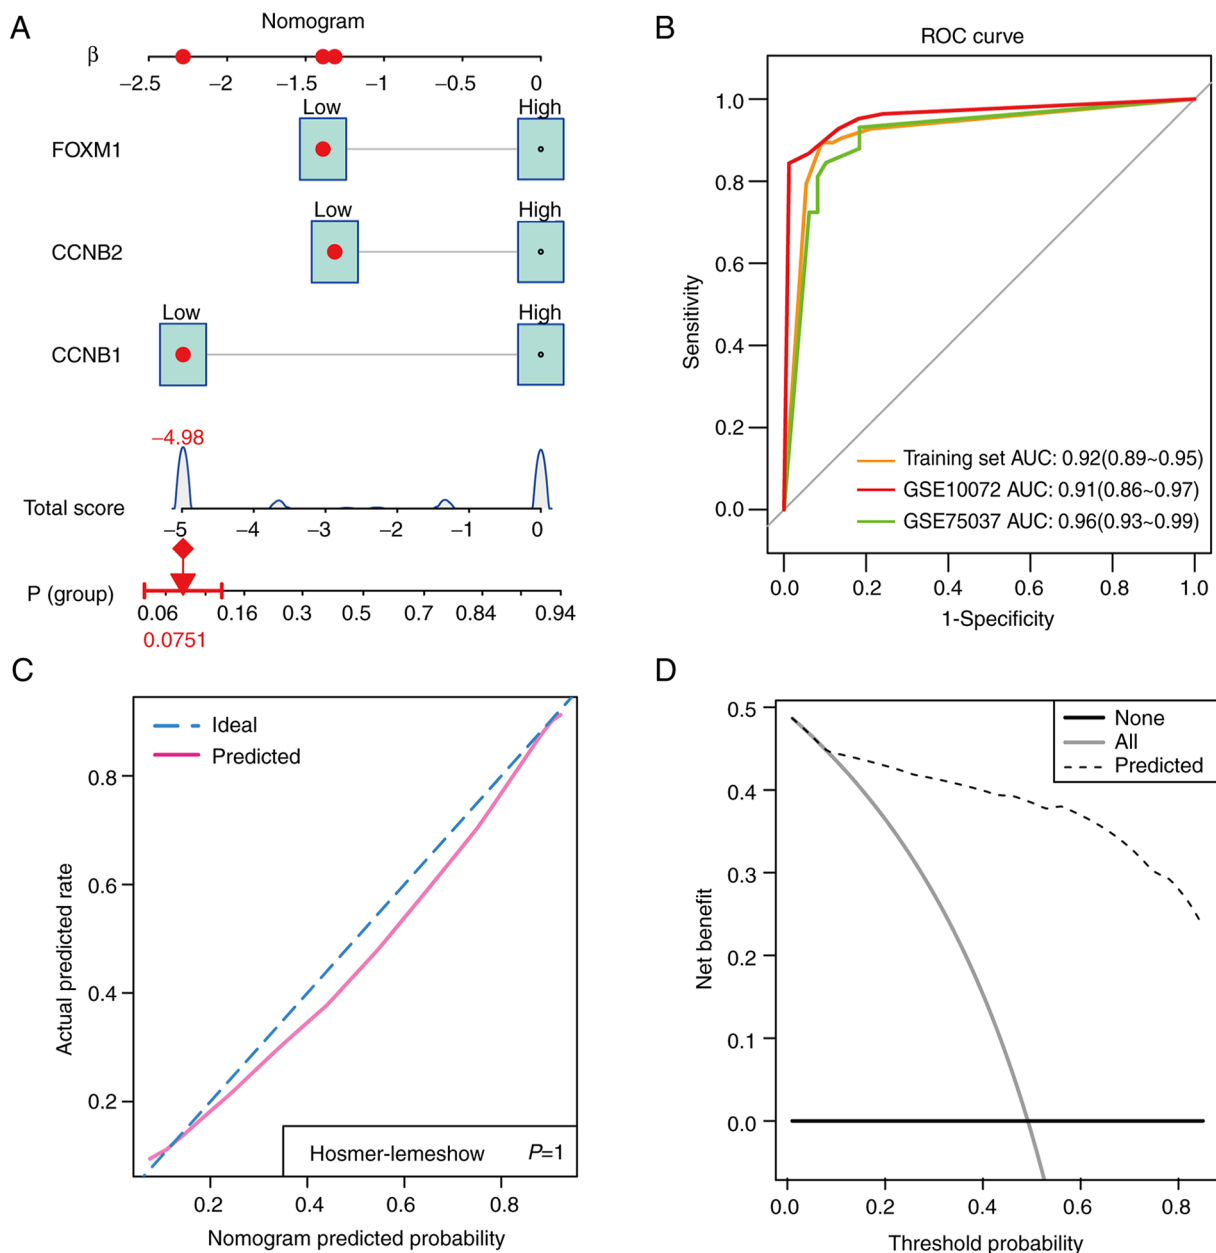 A
Nomogram
β
−2.5 −2 −1.5 −1 −0.5 0
Low High
FOXM1
Low High
CCNB2
Low High
CCNB1
−4.98
Total score
−5 −4 −3 −2 −1 0
P (group)
0.06 0.16 0.3 0.5 0.7 0.84 0.94
0.0751
B
ROC curve
Sensitivity
1.0
0.8
0.6
0.4
0.2
0.0
Training set AUC: 0.92(0.89~0.95)
GSE10072 AUC: 0.91(0.86~0.97)
GSE75037 AUC: 0.96(0.93~0.99)
0.0 0.2 0.4 0.6 0.8 1.0
1-Specificity
C
Actual predicted rate
Ideal
Predicted
0.8
0.6
0.4
0.2
Hosmer-lemeshow P=1
0.2 0.4 0.6 0.8
Nomogram predicted probability
D
Net benefit
None
All
Predicted
0.5
0.4
0.3
0.2
0.1
0.0
0.0 0.2 0.4 0.6 0.8
Threshold probability